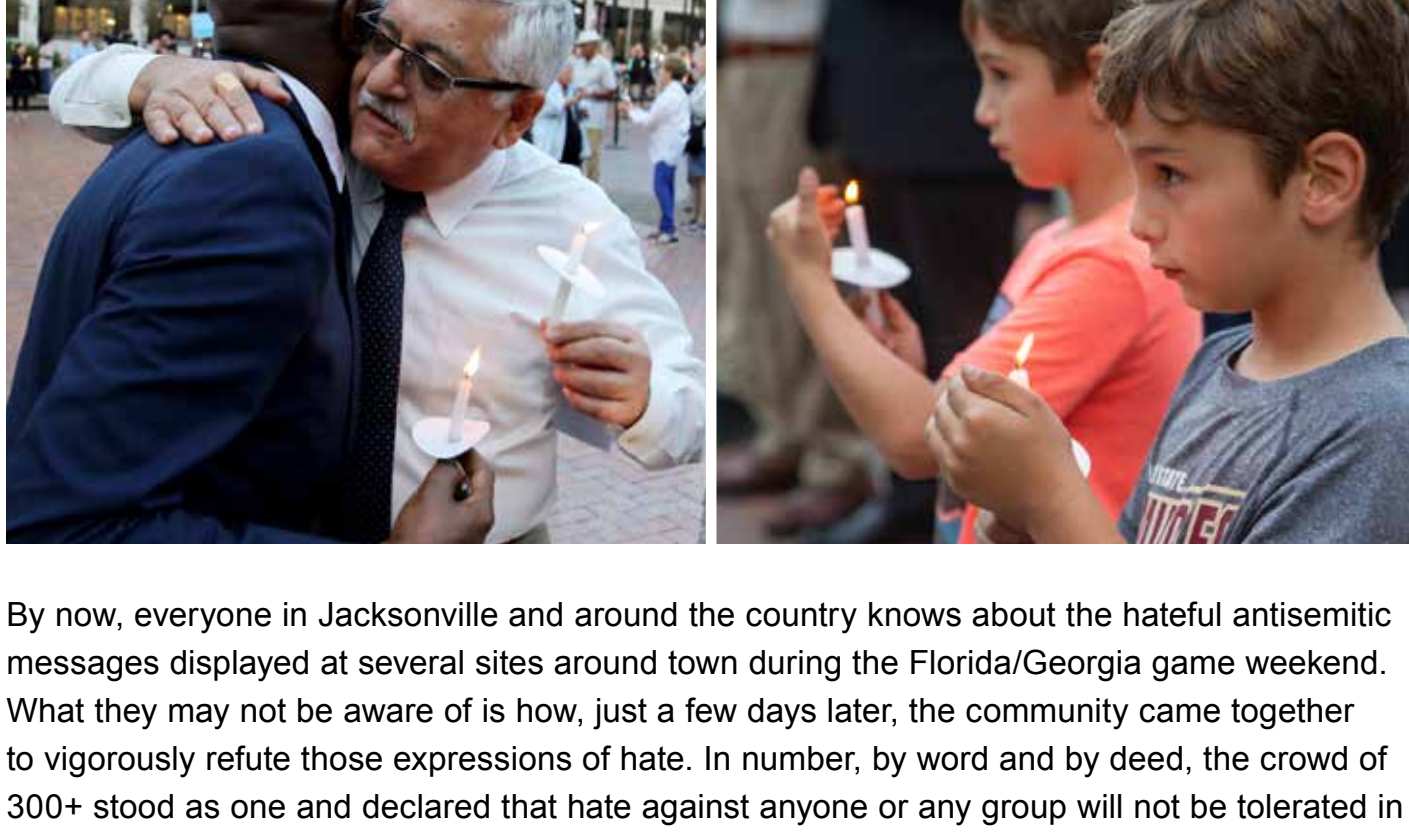 STATE
By now, everyone in Jacksonville and around the country knows about the hateful antisemitic
messages displayed at several sites around town during the Florida/Georgia game weekend.
What they may not be aware of is how, just a few days later, the community came together
to vigorously refute those expressions of hate. In number, by word and by deed, the crowd of
300+ stood as one and declared that hate against anyone or any group will not be tolerated in